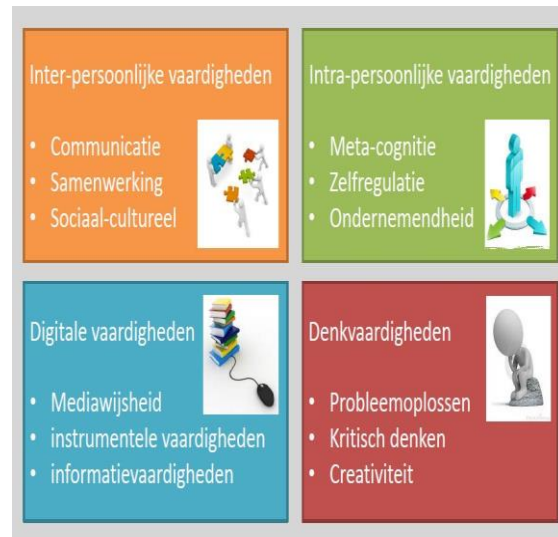 Inter-persoonlijke vaardigheden
• Communicatie
• Samenwerking
• Sociaal-cultureel
Intra-persoonlijke vaardigheden
• Meta-cognitie
• Zelfregulatie
• Ondernemendheid
Digitale vaardigheden
• Mediawijsheid
• instrumentele vaardigheden
• informatievaardigheden
Denkvaardigheden
• Probleemoplossen
• Kritisch denken
• Creativiteit